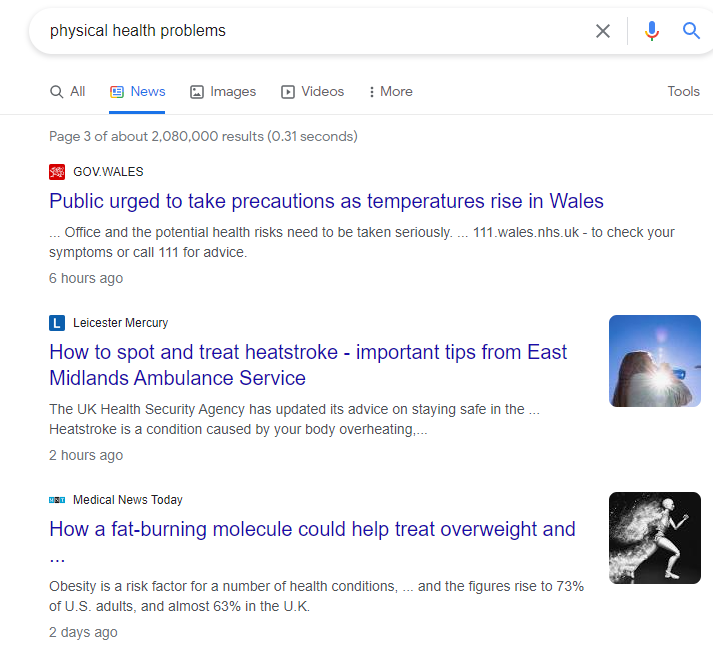 physical health problems
All News Images Videos More Tools
Page 3 of about 2,080,000 results (0.31 seconds)
GOV.WALES
Public urged to take precautions as temperatures rise in Wales
... Office and the potential health risks need to be taken seriously. ... 111.wales.nhs.uk - to check your
symptoms or call 111 for advice.
6 hours ago
L Leicester Mercury
How to spot and treat heatstroke - important tips from East
Midlands Ambulance Service
The UK Health Security Agency has updated its advice on staying safe in the ...
Heatstroke is a condition caused by your body overheating,...
2 hours ago
MNT Medical News Today
How a fat-burning molecule could help treat overweight and
...
Obesity is a risk factor for a number of health conditions, ... and the figures rise to 73%
of U.S. adults, and almost 63% in the U.K.
2 days ago